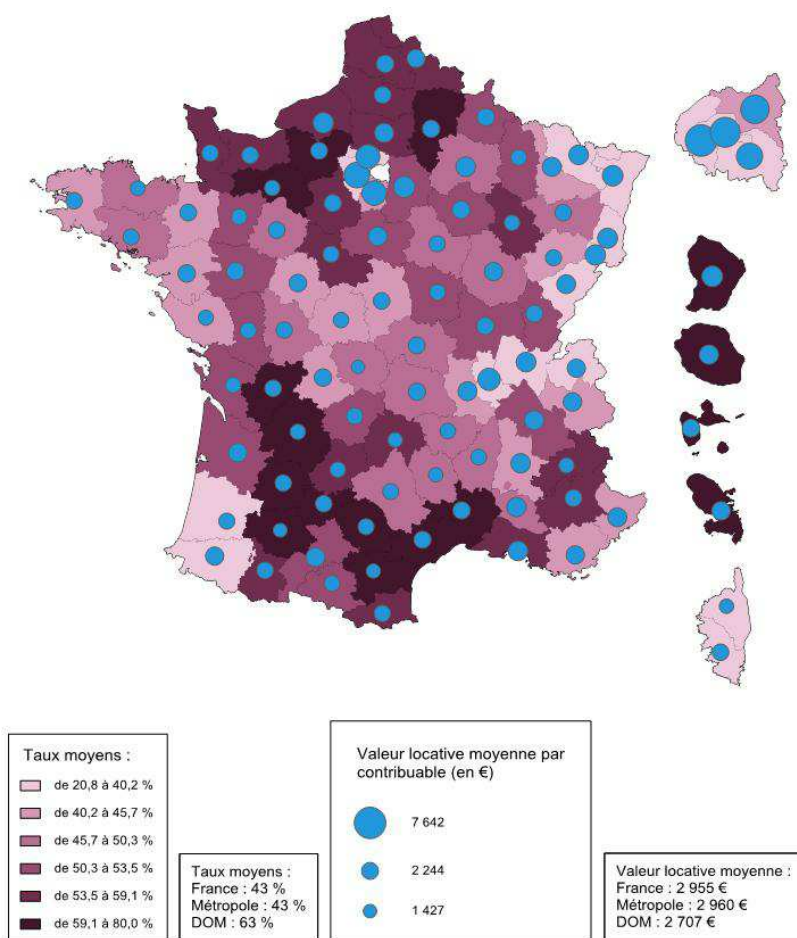 Taux moyens :
de 20,8 à 40,2 %
de 40,2 à 45,7 %
de 45,7 à 50,3 %
de 50,3 à 53,5 %
de 53,5 à 59,1 %
de 59,1 à 80,0 %
Taux moyens :
France : 43 %
Métropole : 43 %
DOM : 63 %
Valeur locative moyenne par
contribuable (en €)
7 642
2 244
1 427
Valeur locative moyenne :
France : 2 955 €
Métropole : 2 960 €
DOM : 2 707 €